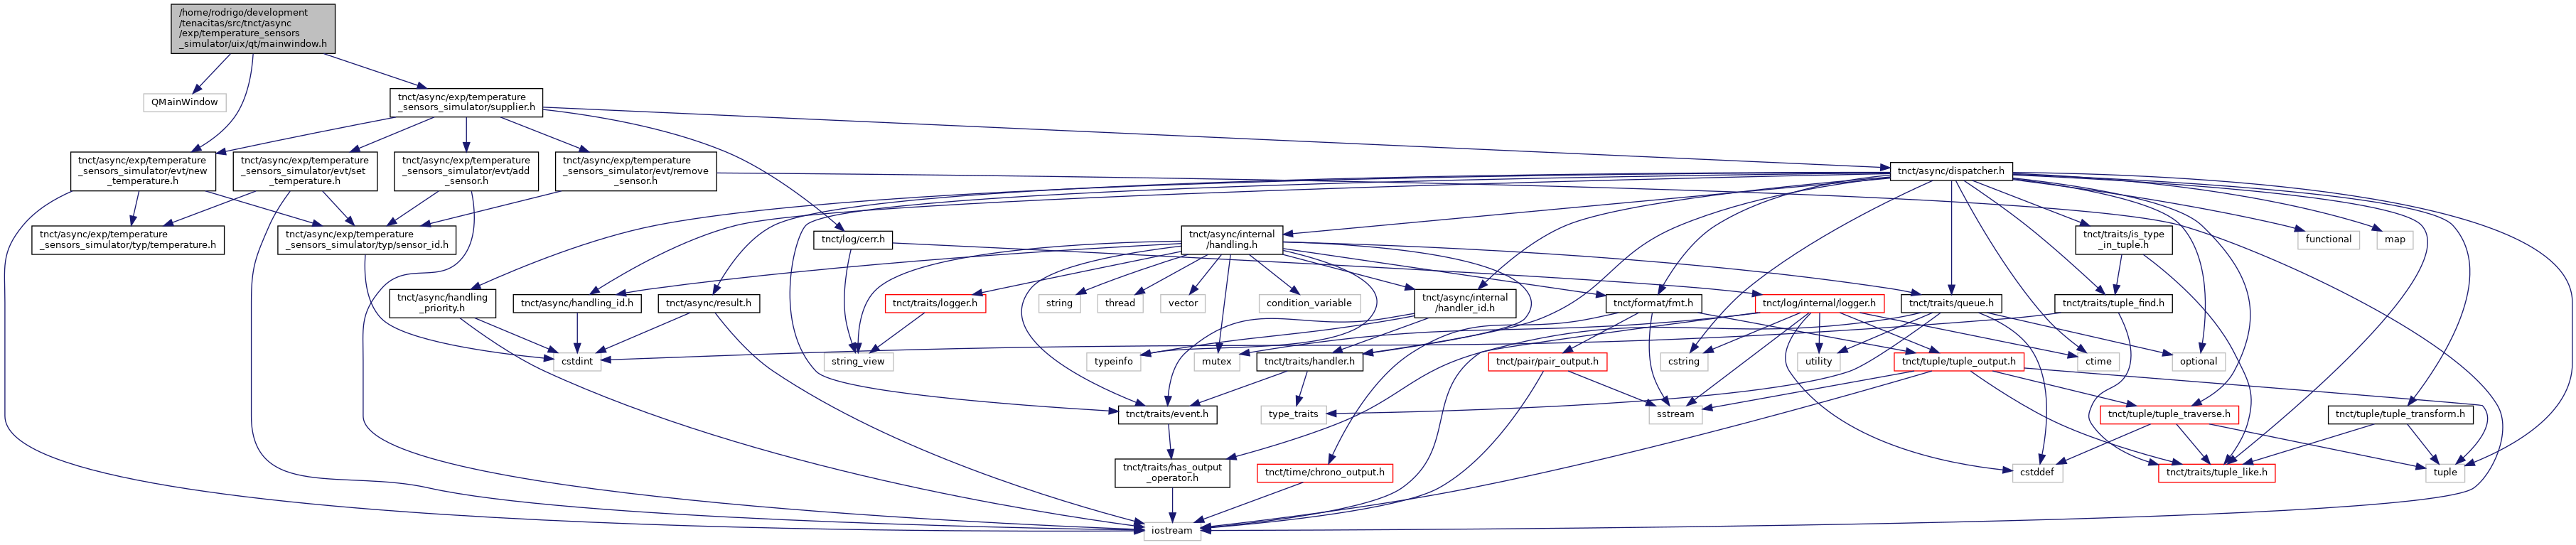 /home/rodrigo/development
/tenacitas/src/tnct/async
/exp/temperature_sensors
_simulator/uix/qt/mainwindow.h
QMainWindow
tnct/async/exp/temperature
_sensors_simulator/supplier.h
tnct/async/exp/temperature
_sensors_simulator/evt/new
_temperature.h
tnct/async/exp/temperature
_sensors_simulator/evt/set
_temperature.h
tnct/async/exp/temperature
_sensors_simulator/evt/add
_sensor.h
tnct/async/exp/temperature
_sensors_simulator/evt/remove
_sensor.h
tnct/async/dispatcher.h
tnct/async/exp/temperature
_sensors_simulator/typ/temperature.h
tnct/async/exp/temperature
_sensors_simulator/typ/sensor_id.h
tnct/log/cerr.h
tnct/async/internal
/handling.h
tnct/traits/is_type
_in_tuple.h
functional
map
tnct/async/handling
_priority.h
tnct/async/handling_id.h
tnct/async/result.h
tnct/traits/logger.h
string
thread
vector
condition_variable
tnct/async/internal
/handler_id.h
tnct/format/fmt.h
tnct/log/internal/logger.h
tnct/traits/queue.h
tnct/traits/tuple_find.h
cstdint
string_view
typeinfo
mutex
tnct/traits/handler.h
tnct/pair/pair_output.h
cstring
utility
tnct/tuple/tuple_output.h
ctime
optional
tnct/traits/event.h
type_traits
sstream
tnct/tuple/tuple_traverse.h
tnct/tuple/tuple_transform.h
tnct/traits/has_output
_operator.h
tnct/time/chrono_output.h
cstddef
tnct/traits/tuple_like.h
tuple
iostream